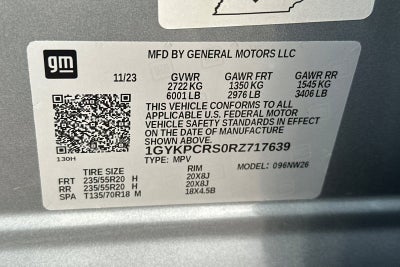 gm
MFD BY GENERAL MOTORS LLC
11/23 GVWR GAWR FRT GAWR RR
2722 KG 1350 KG 1545 KG
6001 LB 2976 LB 3406 LB
THIS VEHICLE CONFORMS TO ALL
APPLICABLE U.S. FEDERAL MOTOR
VEHICLE SAFETY STANDARDS IN EFFECT
ON THE DATE OF MANUFACTURE SHOWN ABOVE.
1GYKPCRS0RZ717639
130H TYPE: MPV MODEL: 096NW26
TIRE SIZE RIM
FRT 235/55R20 H 20X8J
RR 235/55R20 H 20X8J
SPA T135/70R18 M 18X4.5B